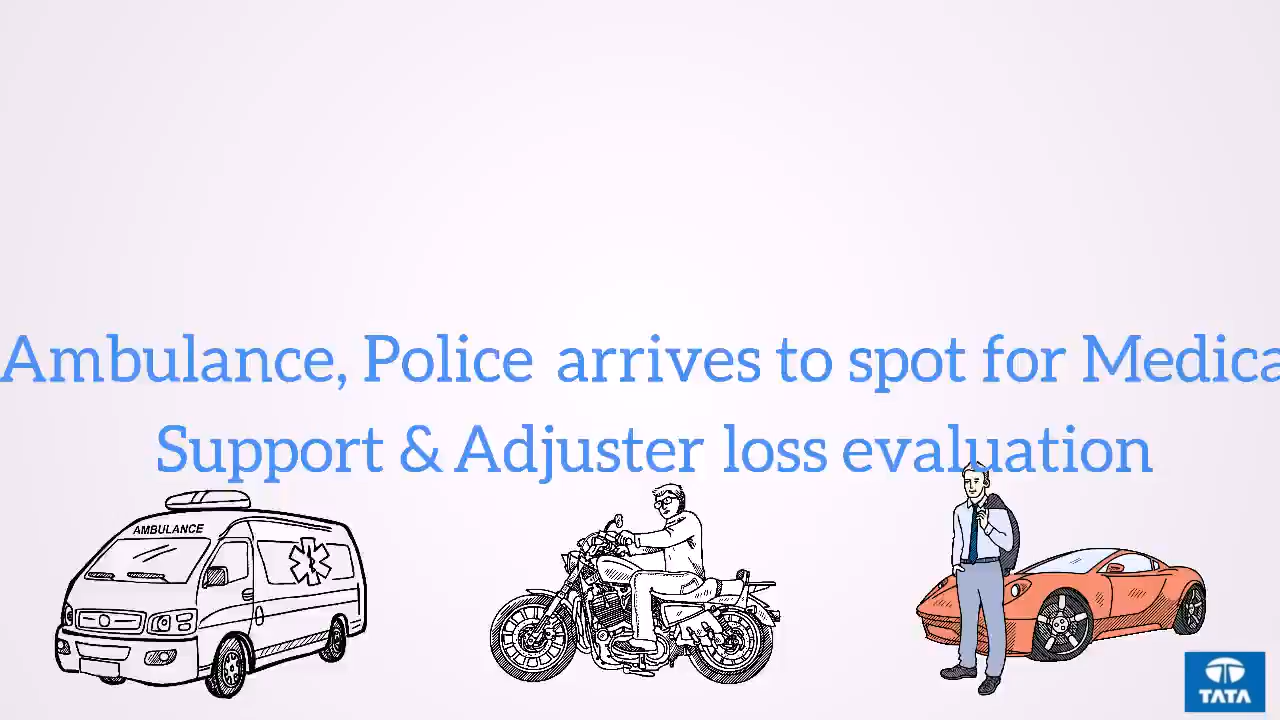 Ambulance, Police arrives to spot for Medica
Support & Adjuster loss evaluation
AMBULANCE
TATA